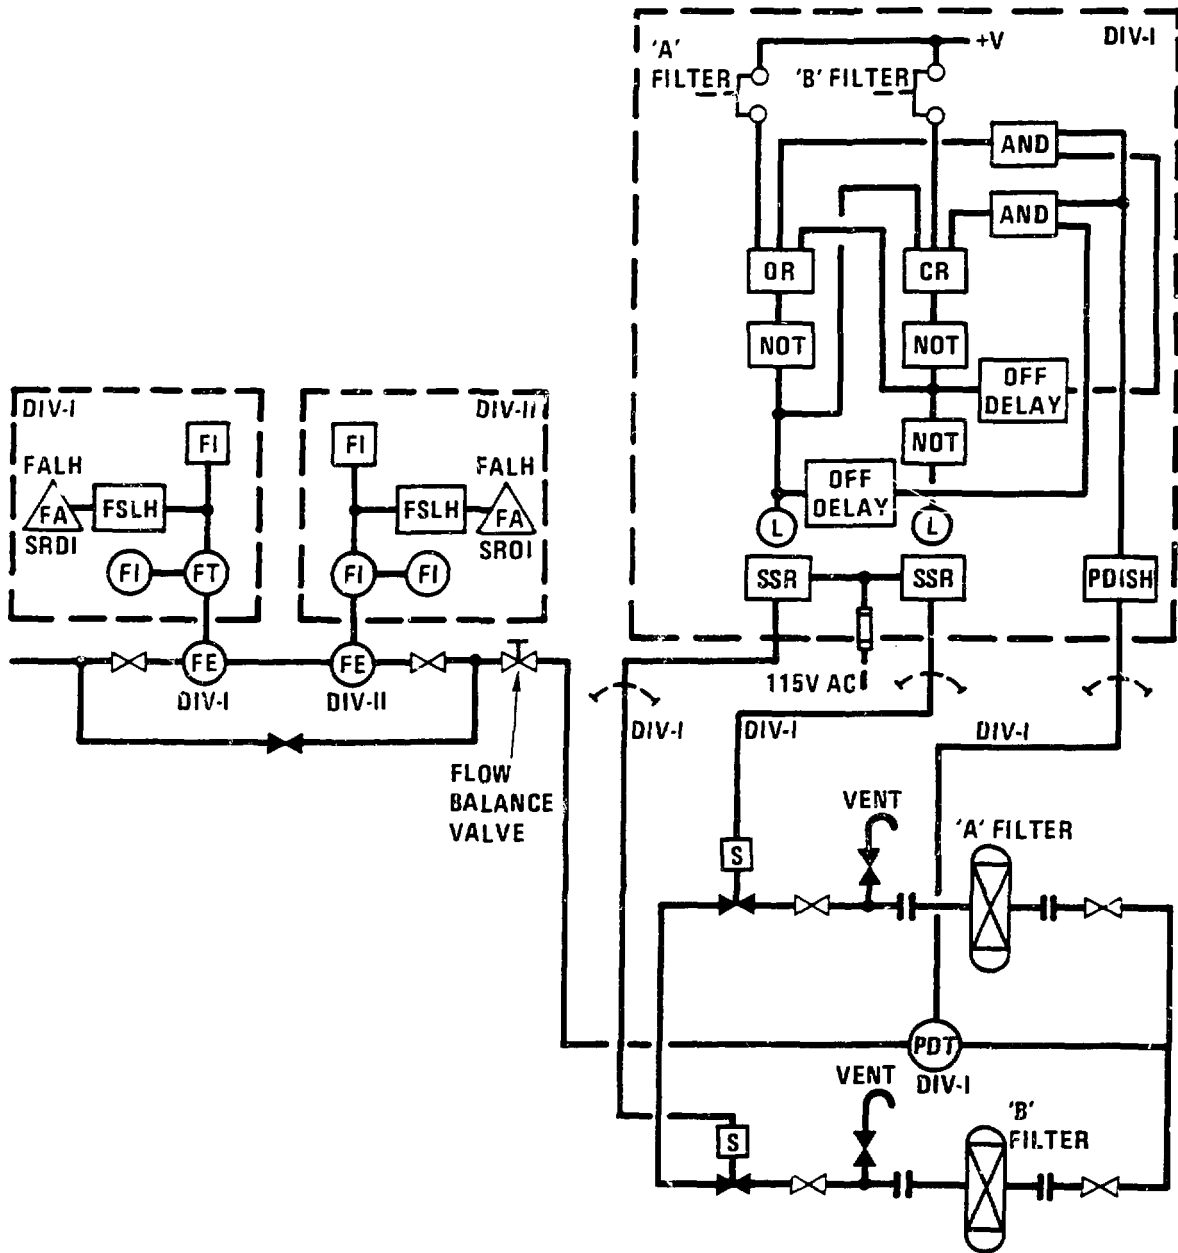 'A'
FILTER
+V
DIV-I
'B' FILTER
AND
AND
OR
CR
NOT
NOT
OFF
DELAY
NOT
OFF
DELAY
L
L
SSR
SSR
PDISH
115V AC
DIV-I
DIV-I
DIV-I
DIV-I
FI
FALH
FA
FSLH
SRDI
FI
FT
DIV-II
FI
FALH
FSLH
FA
SROI
FI
FI
FE
DIV-I
FE
DIV-II
FLOW
BALANCE
VALVE
VENT
'A' FILTER
S
PDT
DIV-I
VENT
'B'
FILTER
S